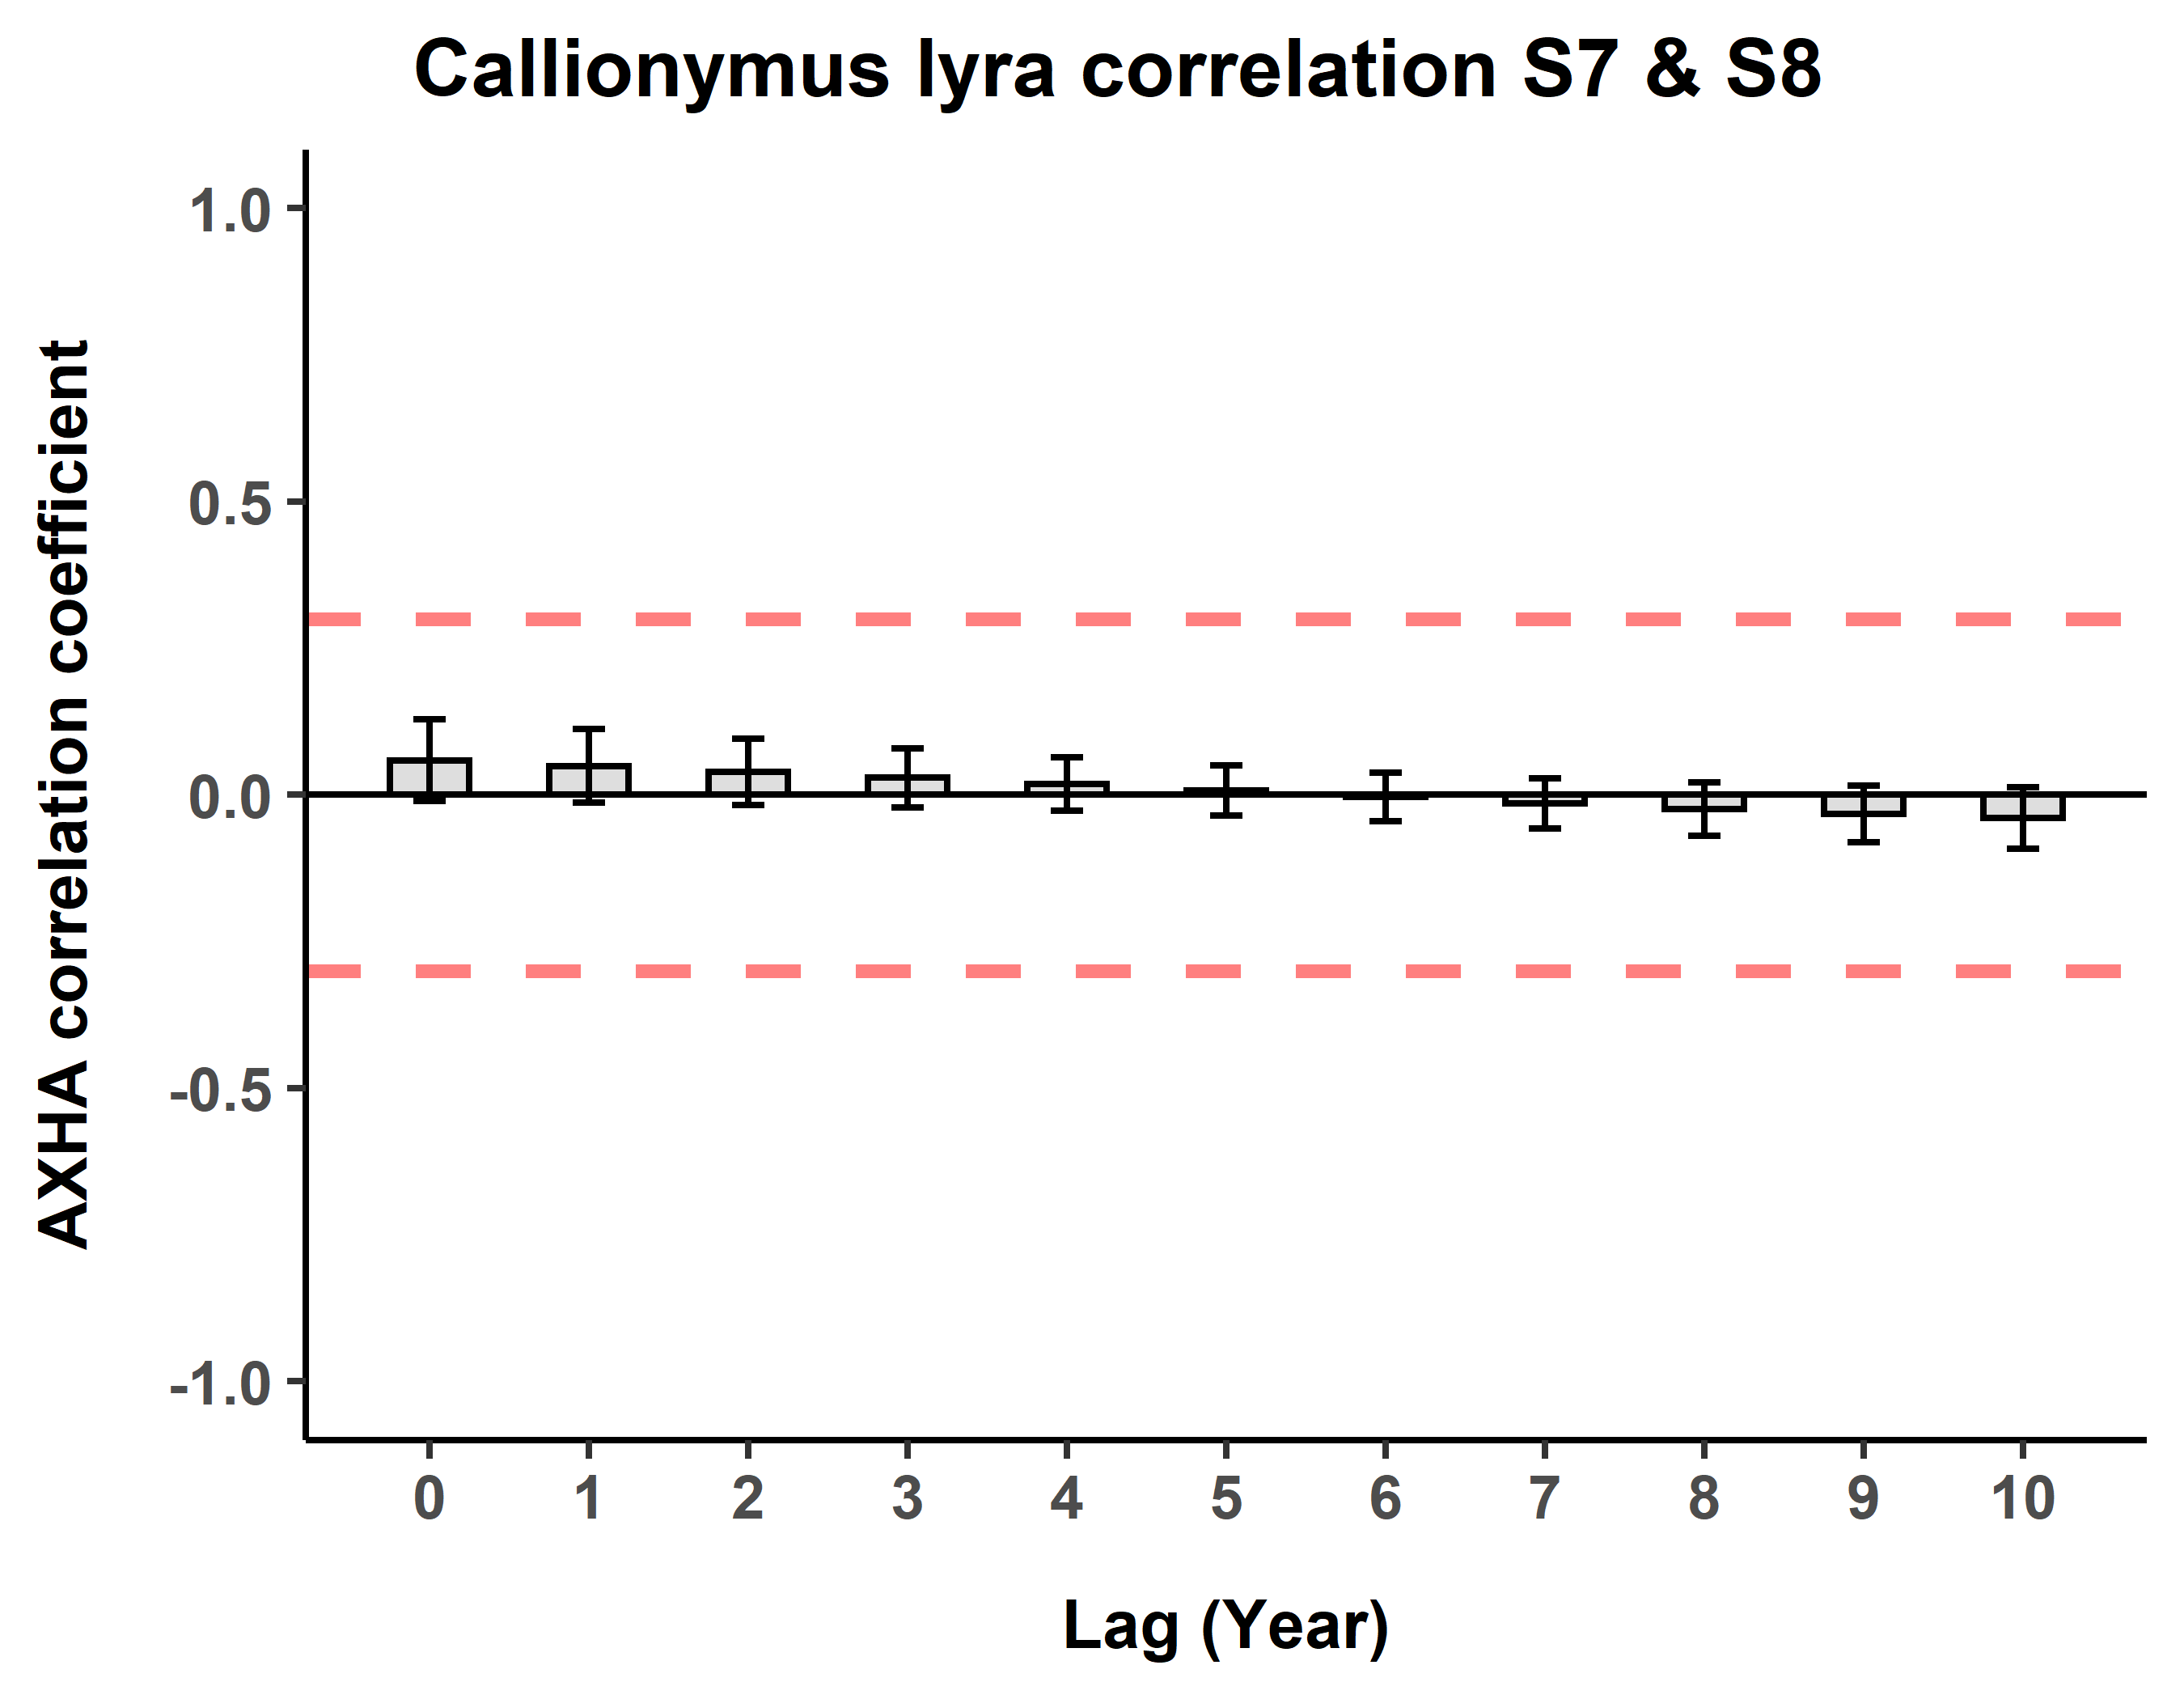 Callionymus lyra correlation S7 & S8
AXHA correlation coefficient
1.0
0.5
0.0
-0.5
-1.0
0 1 2 3 4 5 6 7 8 9 10
Lag (Year)